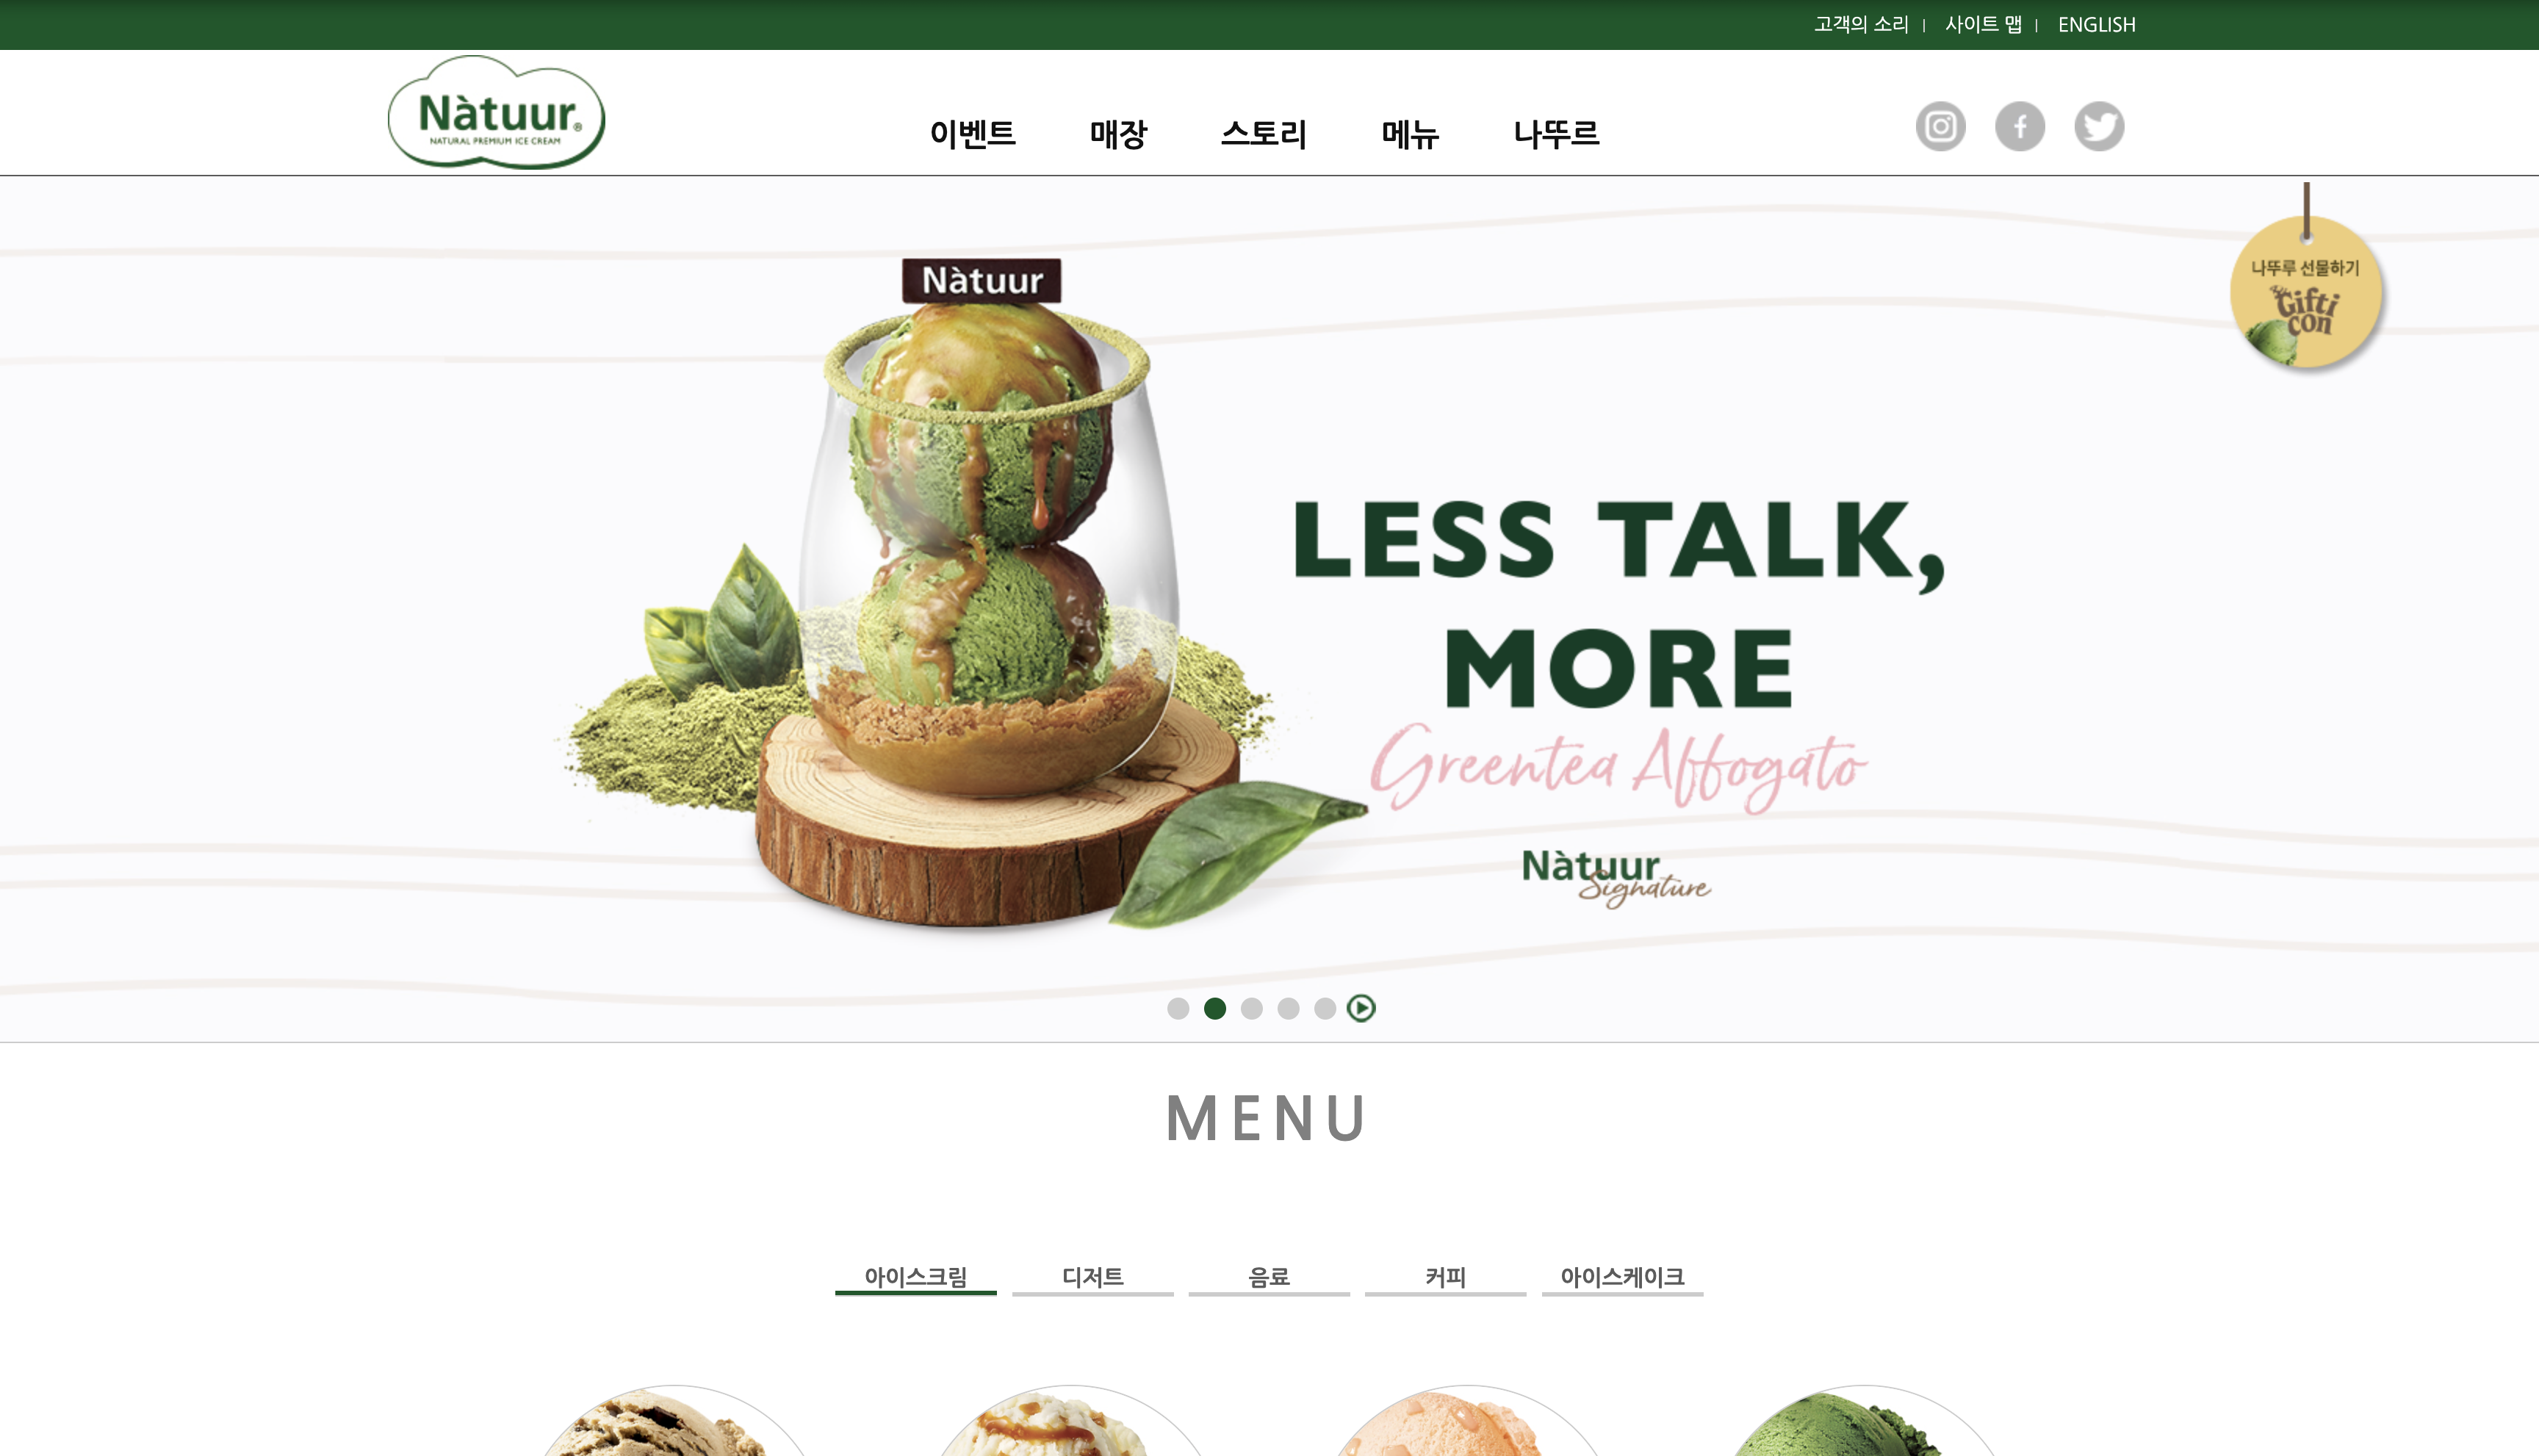 고객의 소리
사이트 맵
ENGLISH
Nàtuur®
NATURAL PREMIUM ICE CREAM
이벤트
매장
스토리
메뉴
나뚜르
나뚜루 선물하기
Gifti
con
Nàtuur
LESS TALK,
MORE
Greentea Affogato
Nàtuur
Signature
MENU
아이스크림
디저트
음료
커피
아이스케이크